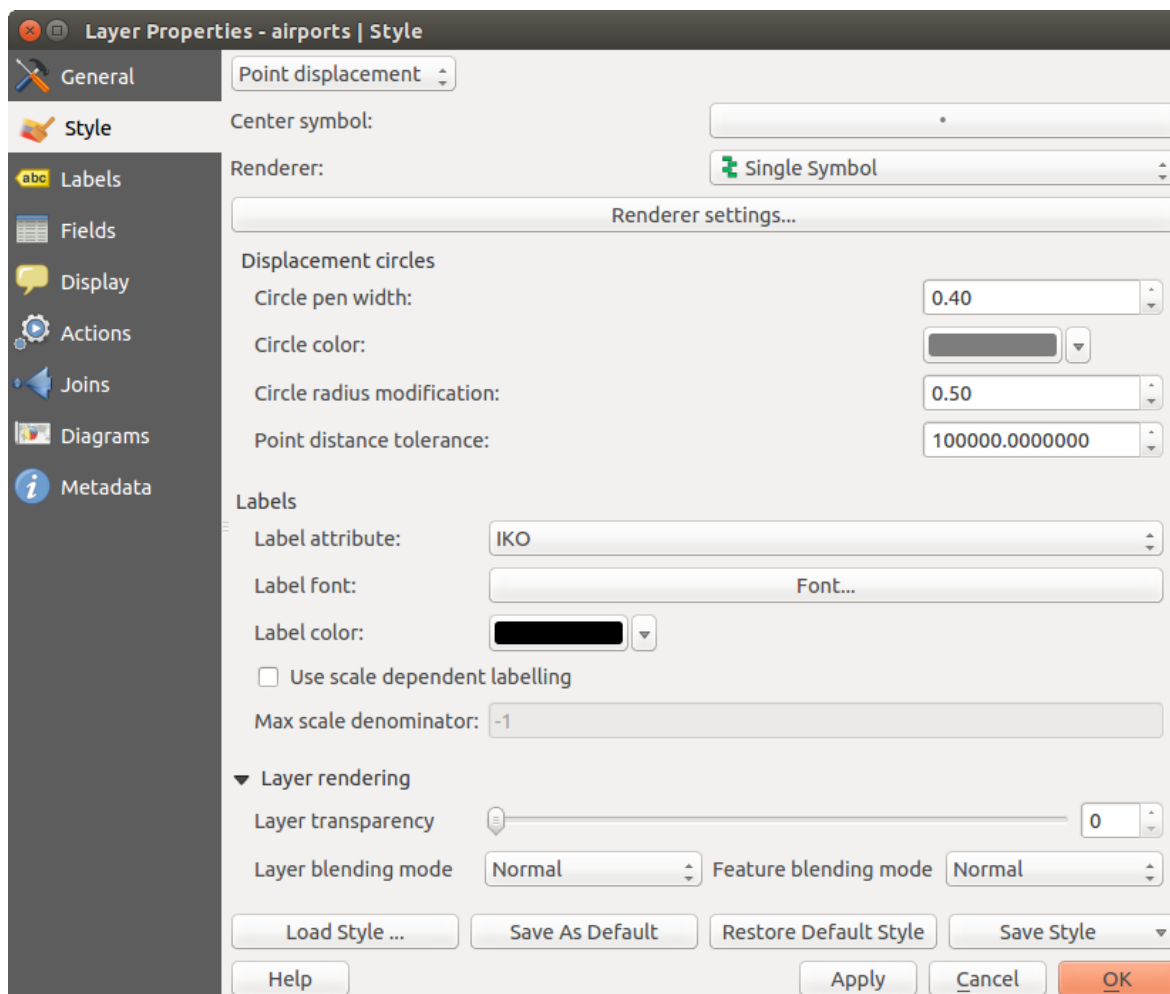 Layer Properties - airports | Style
General
Style
abc Labels
Fields
Display
Actions
Joins
Diagrams
i Metadata
Point displacement
Center symbol:
Renderer: Single Symbol
Renderer settings...
Displacement circles
Circle pen width: 0.40
Circle color:
Circle radius modification: 0.50
Point distance tolerance: 100000.0000000
Labels
Label attribute: IKO
Label font: Font...
Label color:
Use scale dependent labelling
Max scale denominator: -1
Layer rendering
Layer transparency 0
Layer blending mode Normal Feature blending mode Normal
Load Style ... Save As Default Restore Default Style Save Style
Help Apply Cancel OK